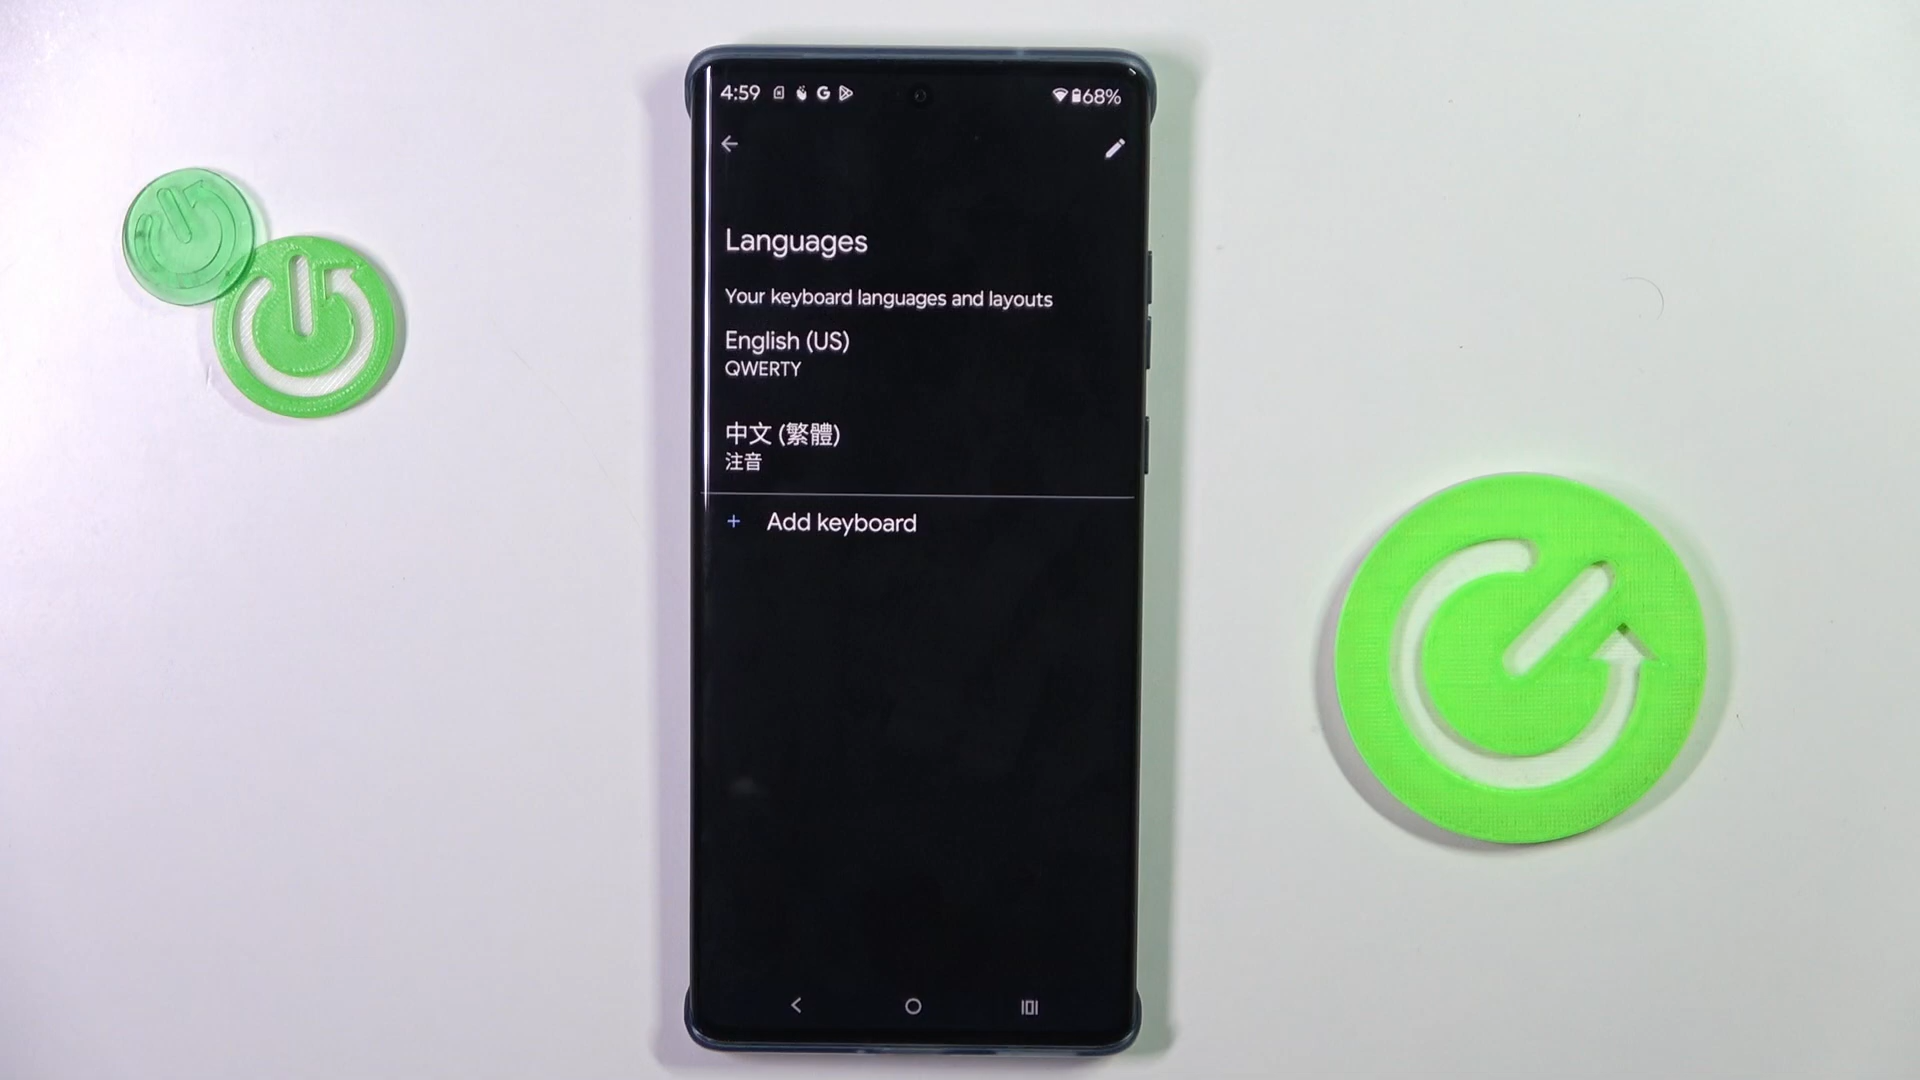 4:59
68%
Languages
Your keyboard languages and layouts
English (US)
QWERTY
中文 (繁體)
注音
+ Add keyboard